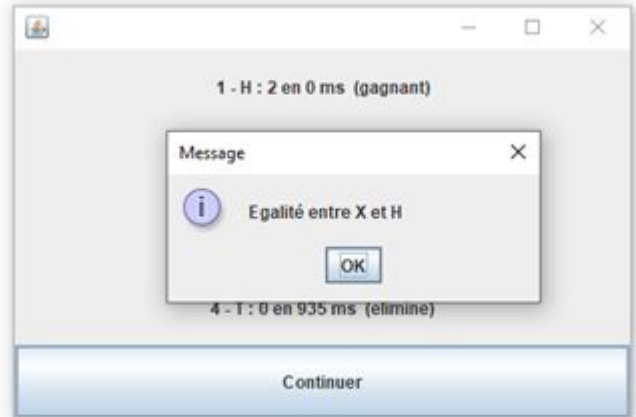 1 - H : 2 en 0 ms (gagnant)
Message
i
Egalité entre X et H
OK
4 - T : 0 en 935 ms (elimine)
Continuer